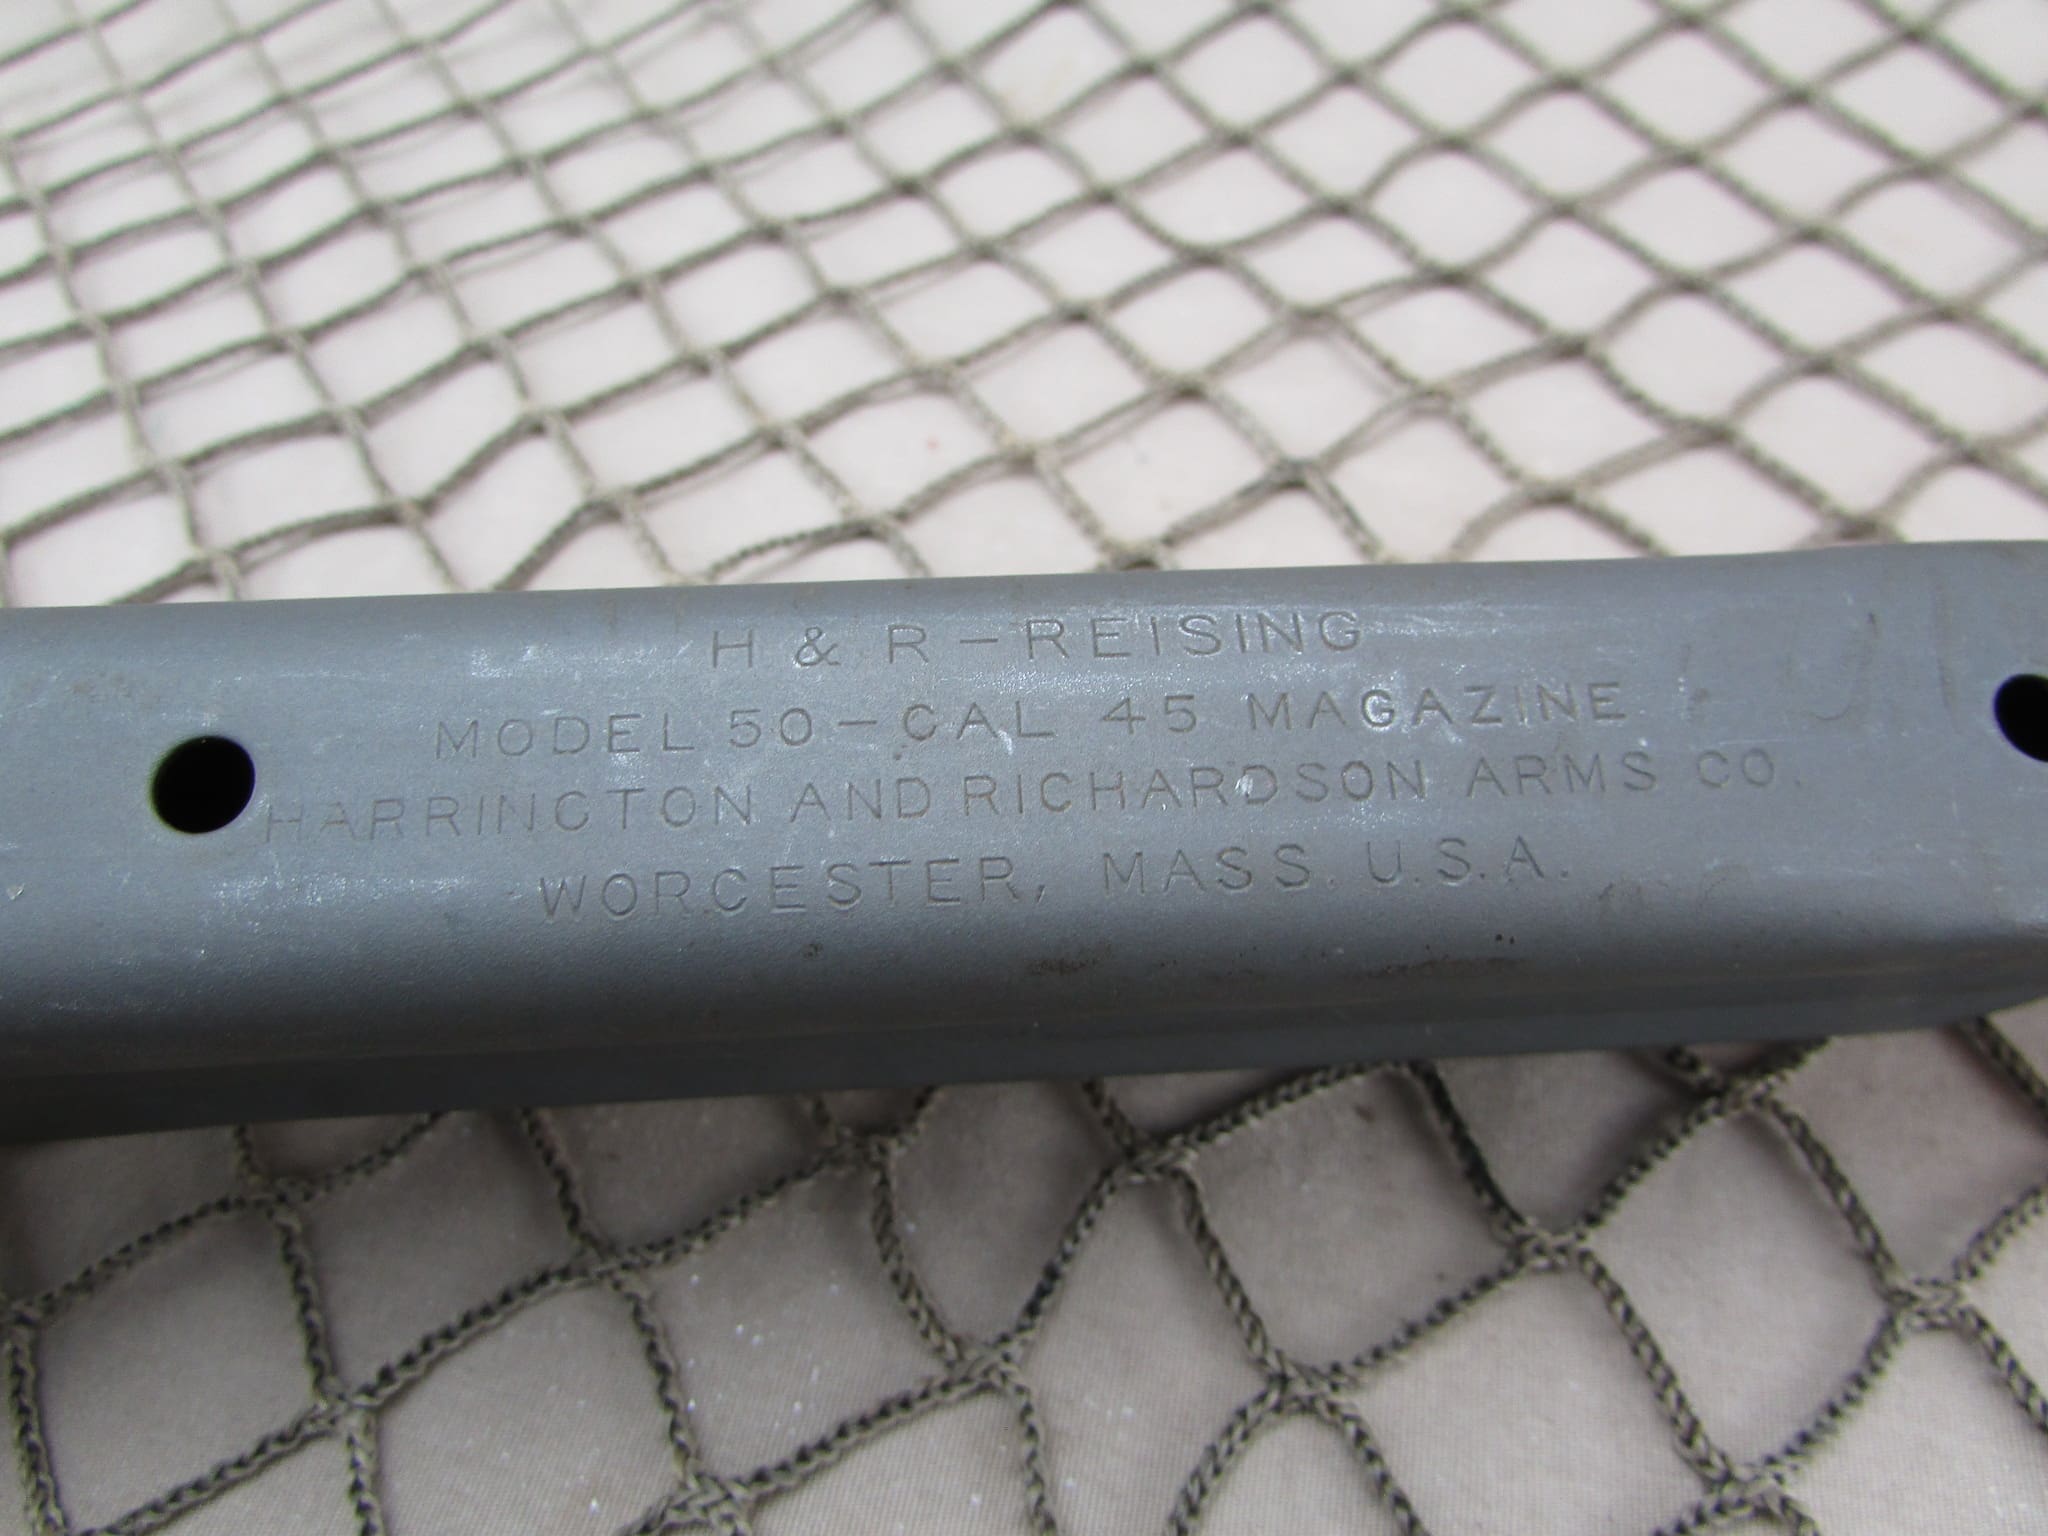 H & R - REISING
MODEL 50 - CAL 45 MAGAZINE
HARRINGTON AND RICHARDSON ARMS CO.
WORCESTER, MASS. U.S.A.